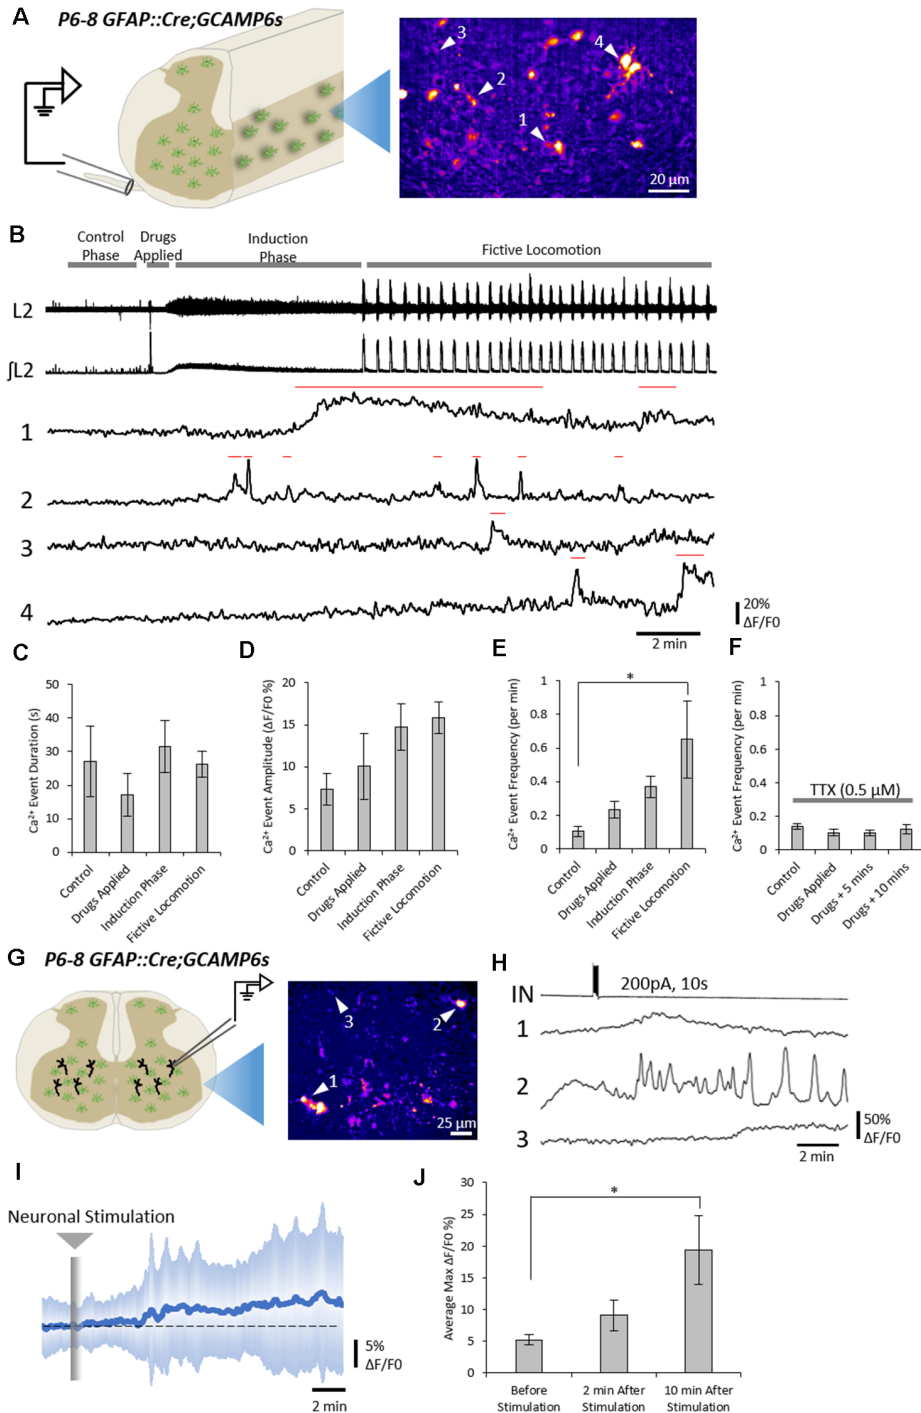 A
P6-8 GFAP::Cre;GCAMP6s
3
4
2
1
20 µm
B
Control Phase
Drugs Applied
Induction Phase
Fictive Locomotion
L2
∫L2
1
2
3
4
20% ΔF/F0
2 min
C
Ca²⁺ Event Duration (s)
50
40
30
20
10
0
Control
Drugs Applied
Induction Phase
Fictive Locomotion
D
Ca²⁺ Event Amplitude (ΔF/F0 %)
20
15
10
5
0
Control
Drugs Applied
Induction Phase
Fictive Locomotion
E
Ca²⁺ Event Frequency (per min)
1
0.8
0.6
0.4
0.2
0
*
Control
Drugs Applied
Induction Phase
Fictive Locomotion
F
Ca²⁺ Event Frequency (per min)
1
0.8
0.6
0.4
0.2
0
TTX (0.5 µM)
Control
Drugs Applied
Drugs + 5 mins
Drugs + 10 mins
G
P6-8 GFAP::Cre;GCAMP6s
3
2
1
25 µm
H
IN
200pA, 10s
1
2
3
50% ΔF/F0
2 min
I
Neuronal Stimulation
5% ΔF/F0
2 min
J
Average Max ΔF/F0 %)
30
25
20
15
10
5
0
*
Before Stimulation
2 min After Stimulation
10 min After Stimulation